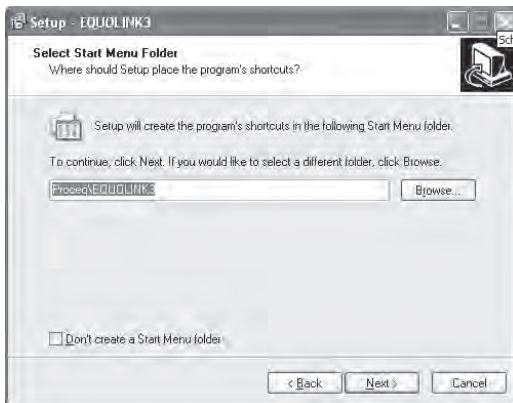 Setup - EQUOLINK3
Sch
Select Start Menu Folder
Where should Setup place the program's shortcuts?
Setup will create the program's shortcuts in the following Start Menu folder.
To continue, click Next. If you would like to select a different folder, click Browse.
Proceq\EQUOLINK3
Browse...
Don't create a Start Menu folder
< Back
Next >
Cancel